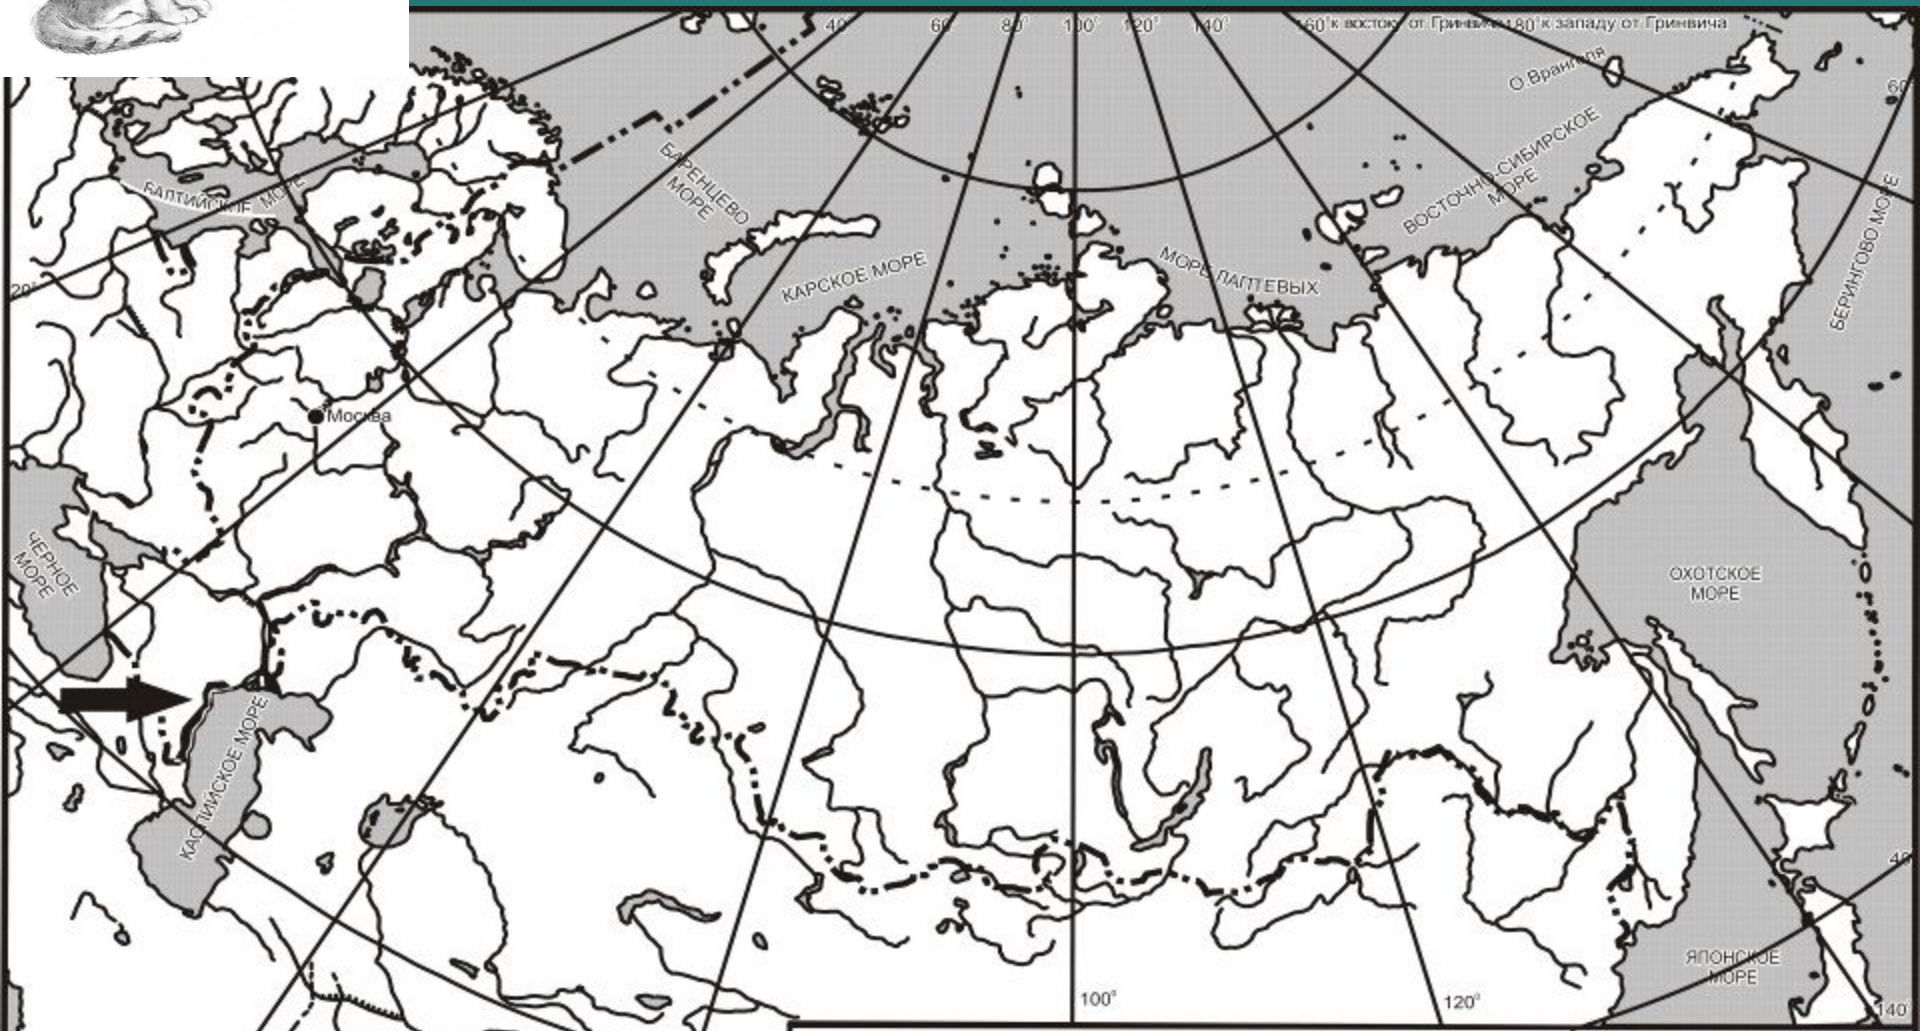 40°
60°
80°
100°
120°
140°
160°к востоку от Гринвича
180°к западу от Гринвича
О.Врангеля
60
БАРЕНЦЕВО
МОРЕ
ВОСТОЧНО-СИБИРСКОЕ
МОРЕ
БАЛТИЙСКОЕ МОРЕ
БЕРИНГОВО МОРЕ
КАРСКОЕ МОРЕ
МОРЕ ЛАПТЕВЫХ
20°
Москва
ЧЕРНОЕ
МОРЕ
ОХОТСКОЕ
МОРЕ
КАСПИЙСКОЕ МОРЕ
40
ЯПОНСКОЕ
МОРЕ
100°
120°
140°